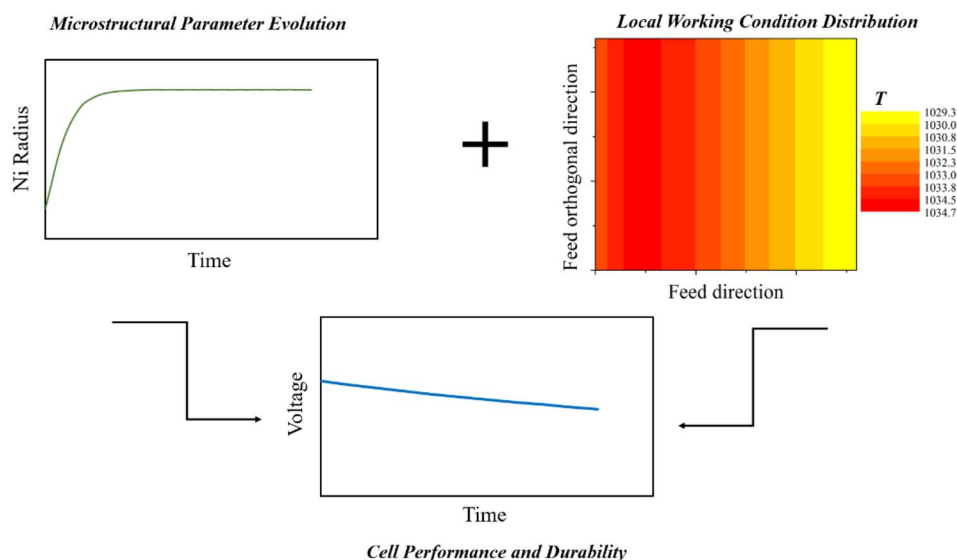 Microstructural Parameter Evolution
Local Working Condition Distribution
Ni Radius
Time
+
Feed orthogonal direction
Feed direction
T
1029.3
1030.0
1030.8
1031.5
1032.3
1033.0
1033.8
1034.5
1034.7
Voltage
Time
Cell Performance and Durability